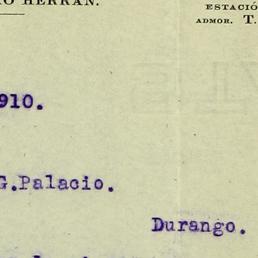 HERRAN.
ESTACIÓ
ADMOR. T.
910.
G.Palacio.
Durango.